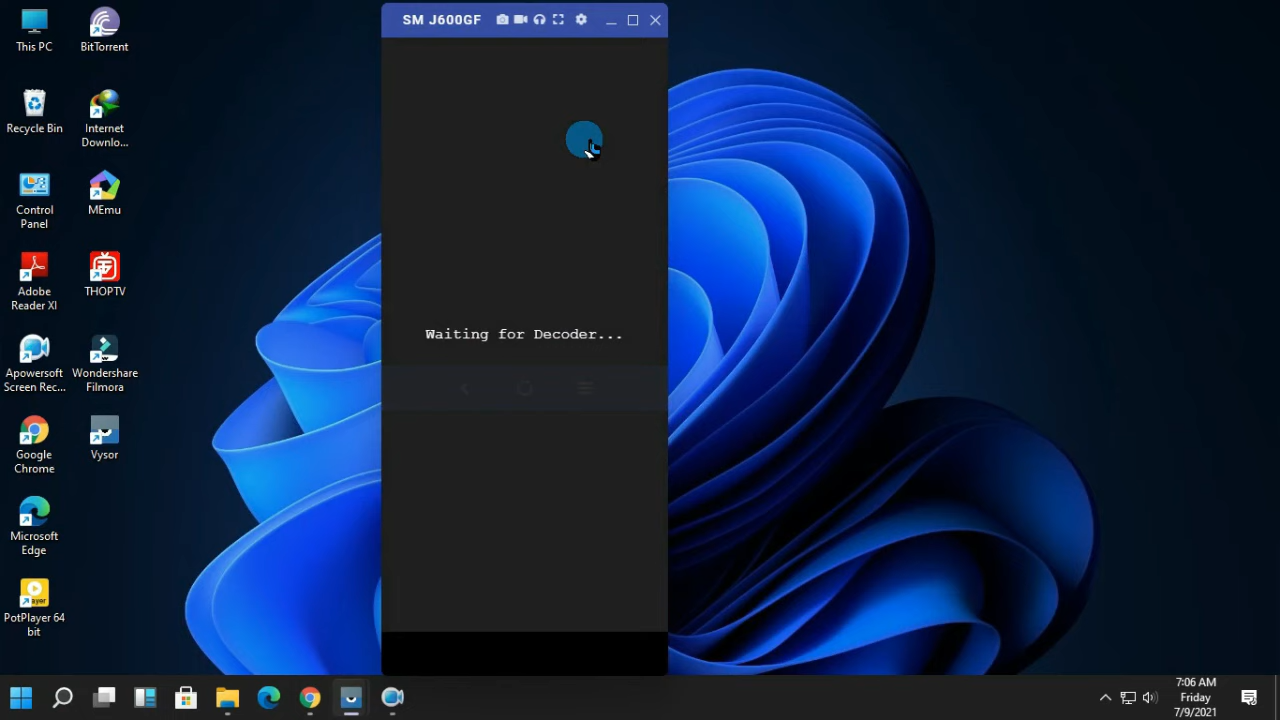 This PC
BitTorrent
Recycle Bin
Internet
Downlo...
Control
Panel
MEmu
Adobe
Reader XI
THOPTV
Apowersoft
Screen Rec...
Wondershare
Filmora
Google
Chrome
Vysor
Microsoft
Edge
PotPlayer 64
bit
SM J600GF
Waiting for Decoder...
7:06 AM
Friday
7/9/2021